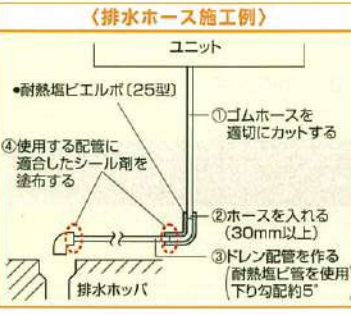 〈排水ホース施工例〉
ユニット
•耐熱塩ビエルボ〔25型〕
①ゴムホースを
適切にカットする
④使用する配管に
適合したシール剤を
塗布する
②ホースを入れる
(30mm以上)
③ドレン配管を作る
(耐熱塩ビ管を使用
下り勾配約5°)
排水ホッパ